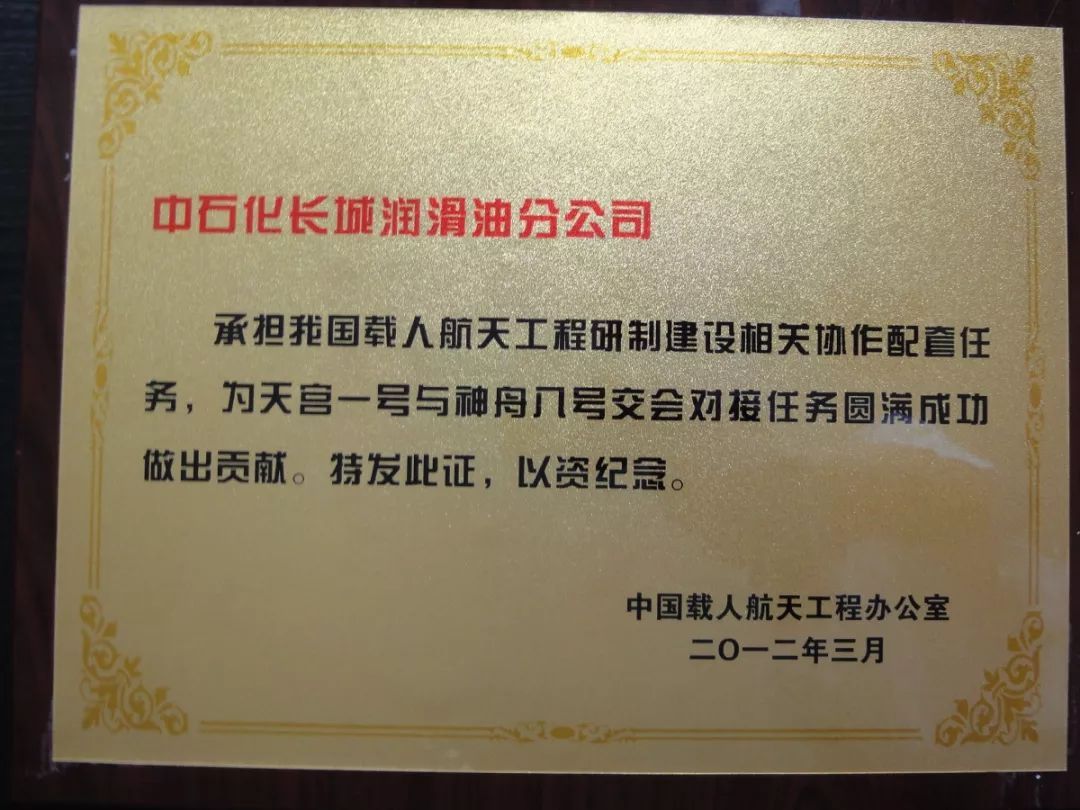 中石化长城润滑油分公司
承担我国载人航天工程研制建设相关协作配套任
务，为天宫一号与神舟八号交会对接任务圆满成功
做出贡献。特发此证，以资纪念。
中国载人航天工程办公室
二〇一二年三月